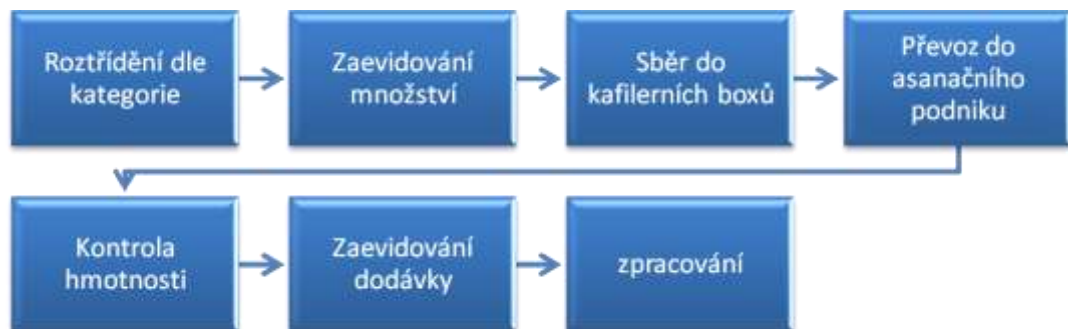 Roztřídění dle
kategorie
Zaevidování
množství
Sběr do
kafilerních boxů
Převoz do
asanačního
podniku
Kontrola
hmotnosti
Zaevidování
dodávky
zpracování